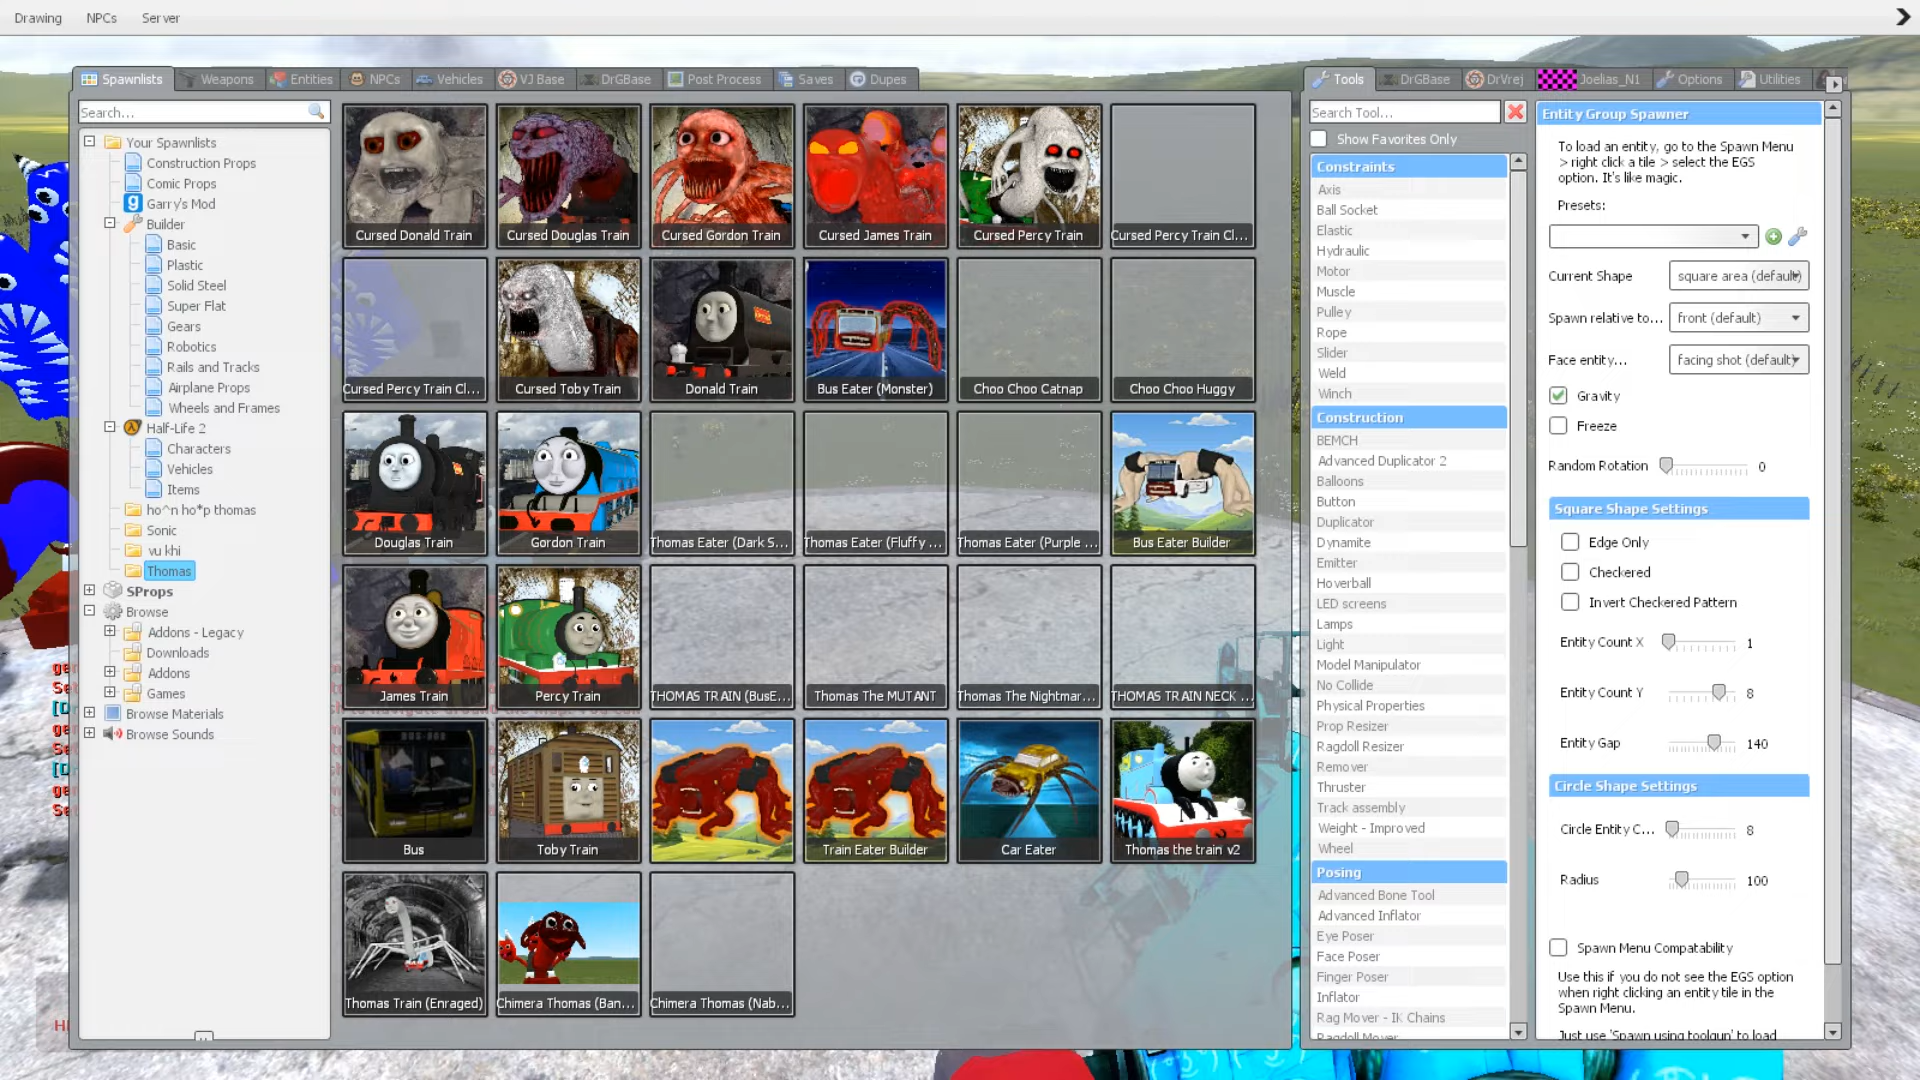 Drawing NPCs Server
Spawnlists Weapons Entities NPCs Vehicles VJ Base DrGBase Post Process Saves Dupes
Search...
Your Spawnlists
Construction Props
Comic Props
Garry's Mod
Builder
Basic
Plastic
Solid Steel
Super Flat
Gears
Robotics
Rails and Tracks
Airplane Props
Wheels and Frames
Half-Life 2
Characters
Vehicles
Items
ho^n ho*p thomas
Sonic
vu khi
Thomas
SProps
Browse
Addons - Legacy
Downloads
Addons
Games
Browse Materials
Browse Sounds
Cursed Donald Train Cursed Douglas Train Cursed Gordon Train Cursed James Train Cursed Percy Train Cursed Percy Train Cl...
Cursed Percy Train Cl... Cursed Toby Train Donald Train Bus Eater (Monster) Choo Choo Catnap Choo Choo Huggy
Douglas Train Gordon Train Thomas Eater (Dark S... Thomas Eater (Fluffy ... Thomas Eater (Purple ... Bus Eater Builder
James Train Percy Train THOMAS TRAIN (BusE... Thomas The MUTANT Thomas The Nightmar... THOMAS TRAIN NECK ...
Bus Toby Train Train Eater Builder Car Eater Thomas the train v2
Thomas Train (Enraged) Chimera Thomas (Ban... Chimera Thomas (Nab...
Tools DrGBase DrVrej Joelias_N1 Options Utilities
Search Tool...
Show Favorites Only
Constraints
Axis
Ball Socket
Elastic
Hydraulic
Motor
Muscle
Pulley
Rope
Slider
Weld
Winch
Construction
BEMCH
Advanced Duplicator 2
Balloons
Button
Duplicator
Dynamite
Emitter
Hoverball
LED screens
Lamps
Light
Model Manipulator
No Collide
Physical Properties
Prop Resizer
Ragdoll Resizer
Remover
Thruster
Track assembly
Weight - Improved
Wheel
Posing
Advanced Bone Tool
Advanced Inflator
Eye Poser
Face Poser
Finger Poser
Inflator
Rag Mover - IK Chains
Ragdoll Mover
Entity Group Spawner
To load an entity, go to the Spawn Menu
> right click a tile > select the EGS
option. It's like magic.
Presets:
Current Shape square area (default)
Spawn relative to... front (default)
Face entity... facing shot (default)
Gravity
Freeze
Random Rotation 0
Square Shape Settings
Edge Only
Checkered
Invert Checkered Pattern
Entity Count X 1
Entity Count Y 8
Entity Gap 140
Circle Shape Settings
Circle Entity C... 8
Radius 100
Spawn Menu Compatability
Use this if you do not see the EGS option
when right clicking an entity tile in the
Spawn Menu.
Just use 'Spawn using toolgun' to load